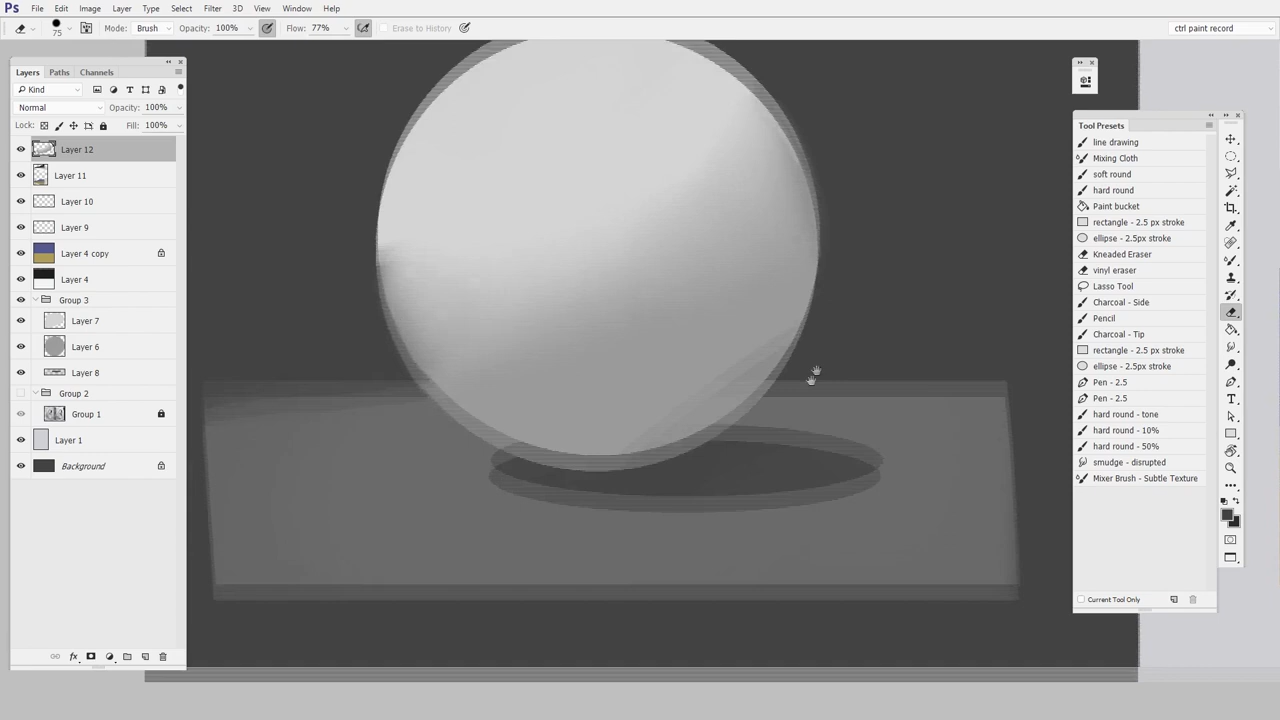 Ps File Edit Image Layer Type Select Filter 3D View Window Help
75 Mode: Brush Opacity: 100% Flow: 77% Erase to History ctrl paint record
Layers Paths Channels
Kind
Normal Opacity: 100%
Lock: Fill: 100%
Layer 12
Layer 11
Layer 10
Layer 9
Layer 4 copy
Layer 4
Group 3
Layer 7
Layer 6
Layer 8
Group 2
Group 1
Layer 1
Background
fx
Tool Presets
line drawing
Mixing Cloth
soft round
hard round
Paint bucket
rectangle - 2.5 px stroke
ellipse - 2.5px stroke
Kneaded Eraser
vinyl eraser
Lasso Tool
Charcoal - Side
Pencil
Charcoal - Tip
rectangle - 2.5 px stroke
ellipse - 2.5px stroke
Pen - 2.5
Pen - 2.5
hard round - tone
hard round - 10%
hard round - 50%
smudge - disrupted
Mixer Brush - Subtle Texture
Current Tool Only